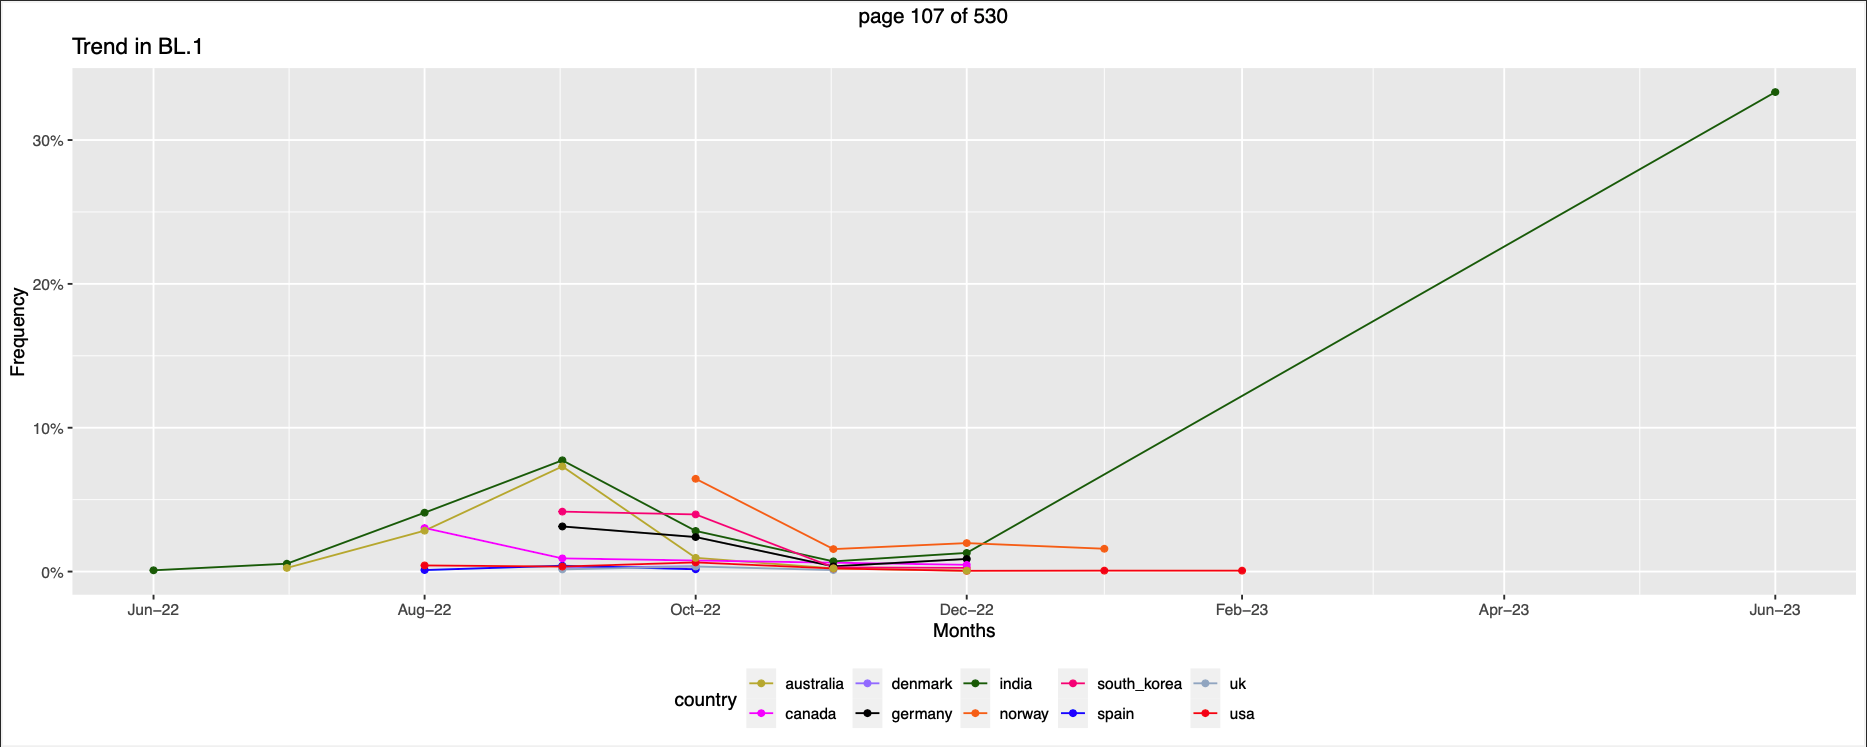 page 107 of 530
Trend in BL.1
Frequency
30%
20%
10%
0%
Jun–22 Aug–22 Oct–22 Dec–22 Feb–23 Apr–23 Jun–23
Months
country
australia denmark india south_korea uk
canada germany norway spain usa